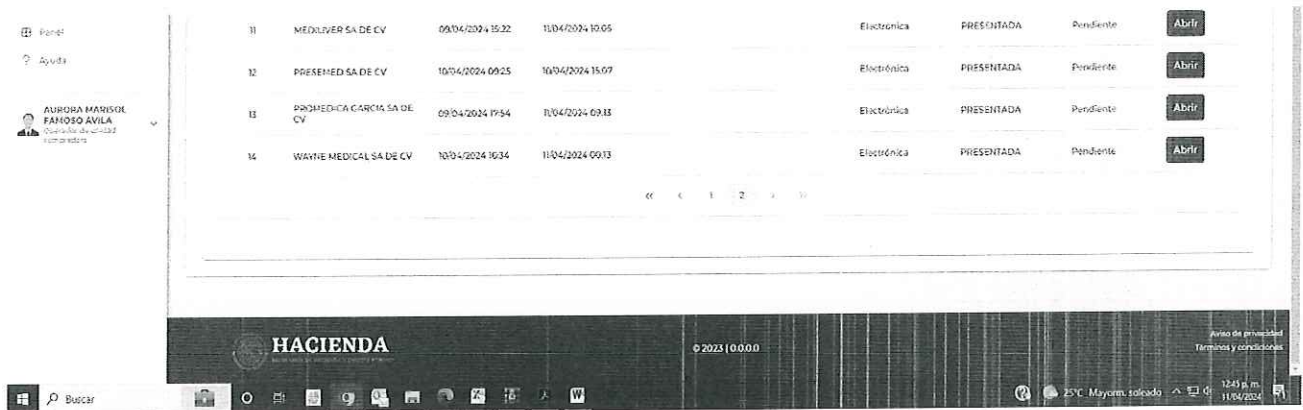 Panel
Ayuda
AURORA MARISOL
FAMOSO AVILA
Operador de unidad
compradora
11 MEDILIVER SA DE CV 09/04/2024 15:22 11/04/2024 10:05 Electrónica PRESENTADA Pendiente Abrir
12 PRESEMED SA DE CV 10/04/2024 09:25 10/04/2024 15:07 Electrónica PRESENTADA Pendiente Abrir
13 PROMEDICA GARCIA SA DE CV 09/04/2024 17:54 11/04/2024 09:13 Electrónica PRESENTADA Pendiente Abrir
14 WAYNE MEDICAL SA DE CV 10/04/2024 16:34 11/04/2024 09:13 Electrónica PRESENTADA Pendiente Abrir
« ‹ 1 2 › »
HACIENDA
© 2023 | 0.0.0.0
Aviso de privacidad
Términos y condiciones
Buscar
25°C Mayorm. soleado
12:45 p. m.
11/04/2024